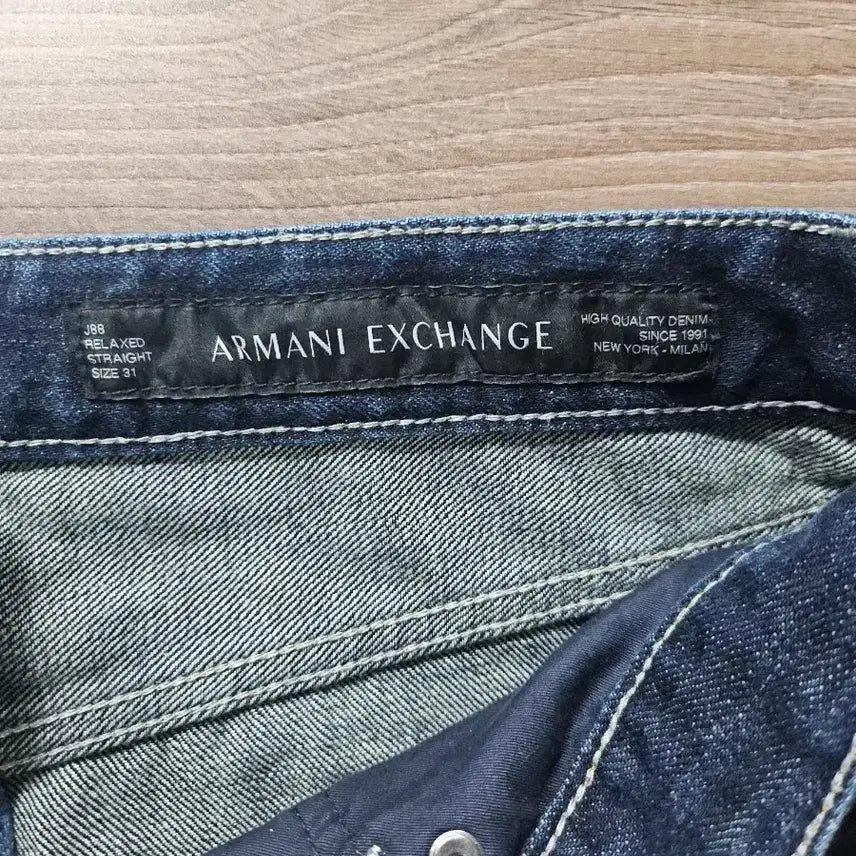 J88
RELAXED
STRAIGHT
SIZE 31
ARMANI EXCHANGE
HIGH QUALITY DENIM
SINCE 1991
NEW YORK - MILAN